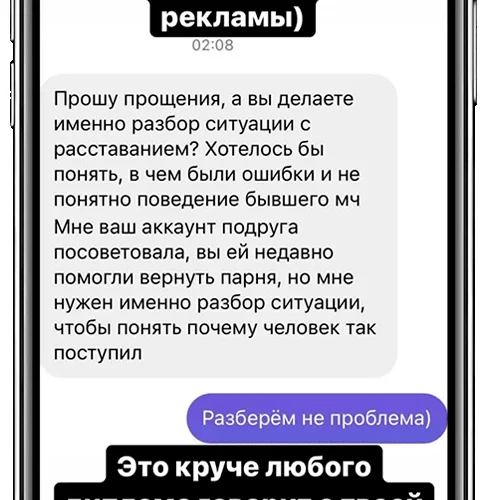 рекламы)
02:08
Прошу прощения, а вы делаете
именно разбор ситуации с
расставанием? Хотелось бы
понять, в чем были ошибки и не
понятно поведение бывшего мч
Мне ваш аккаунт подруга
посоветовала, вы ей недавно
помогли вернуть парня, но мне
нужен именно разбор ситуации,
чтобы понять почему человек так
поступил
Разберём не проблема)
Это круче любого